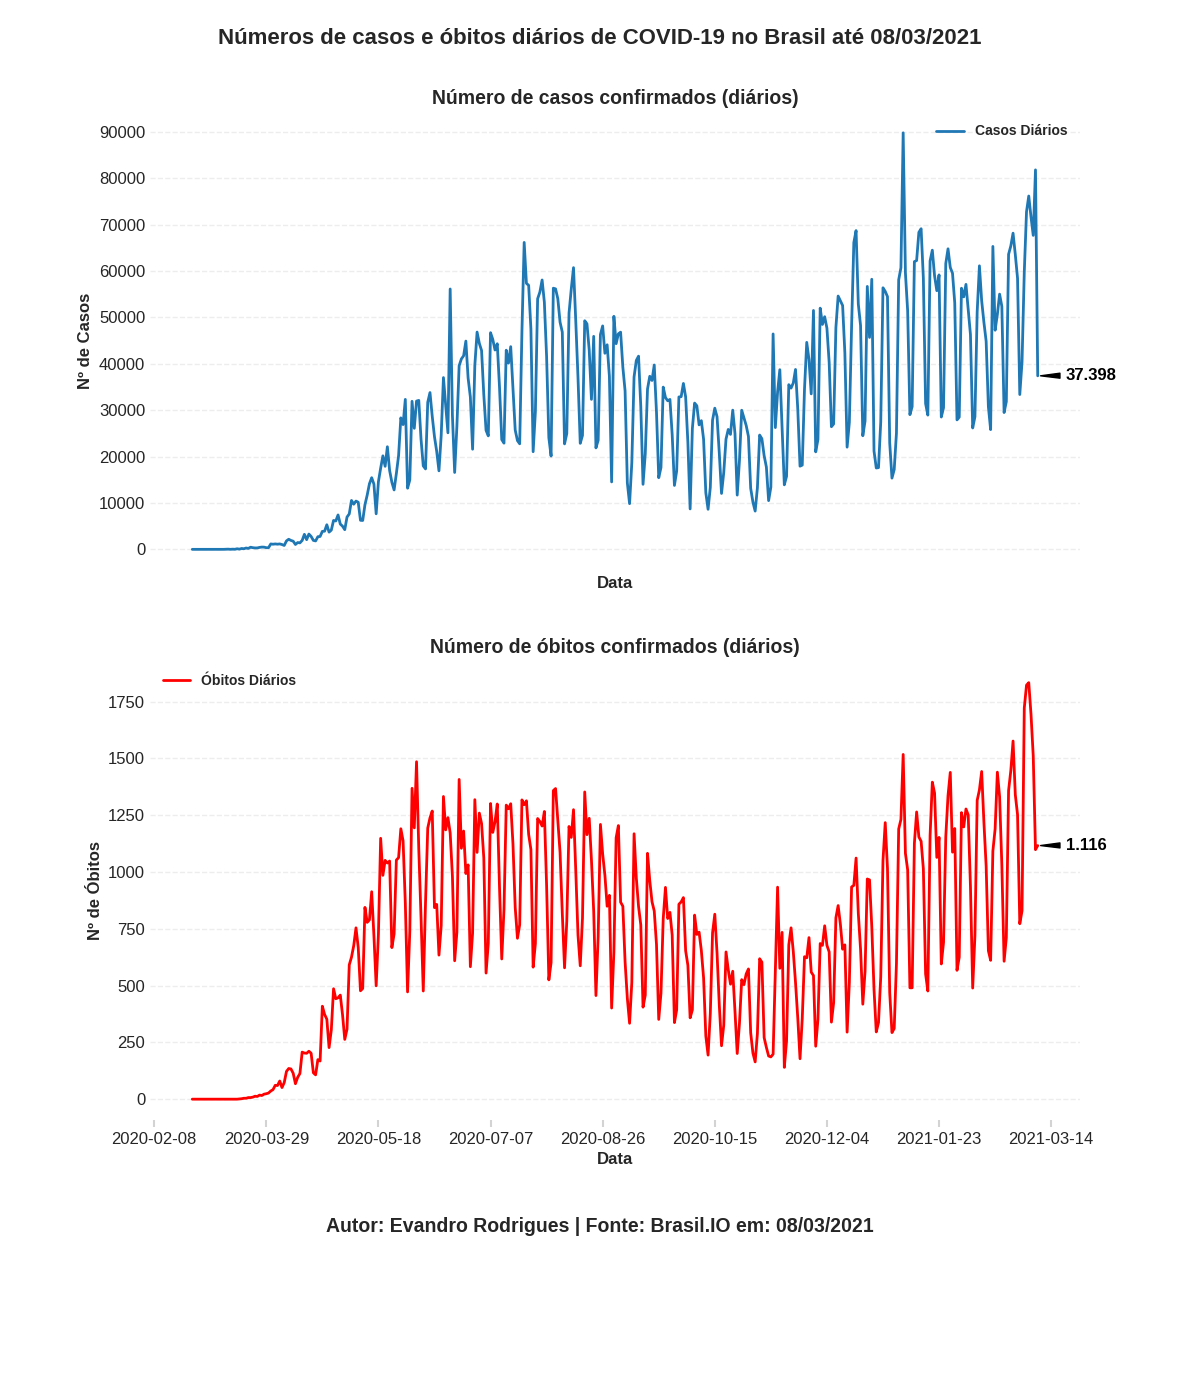 Números de casos e óbitos diários de COVID-19 no Brasil até 08/03/2021
Número de casos confirmados (diários)
Casos Diários
90000
80000
70000
60000
50000
40000
30000
20000
10000
0
Nº de Casos
37.398
Data
Número de óbitos confirmados (diários)
Óbitos Diários
1750
1500
1250
1000
750
500
250
0
Nº de Óbitos
1.116
2020-02-08 2020-03-29 2020-05-18 2020-07-07 2020-08-26 2020-10-15 2020-12-04 2021-01-23 2021-03-14
Data
Autor: Evandro Rodrigues | Fonte: Brasil.IO em: 08/03/2021